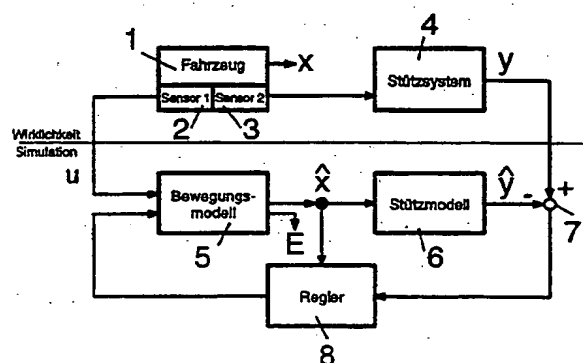 1
4
Fahrzeug
x
Stützsystem
y
Sensor 1
Sensor 2
2
3
Wirklichkeit
Simulation
u
x̂
ŷ
+
-
Bewegungs-
modell
Stützmodell
7
5
E
6
Regler
8